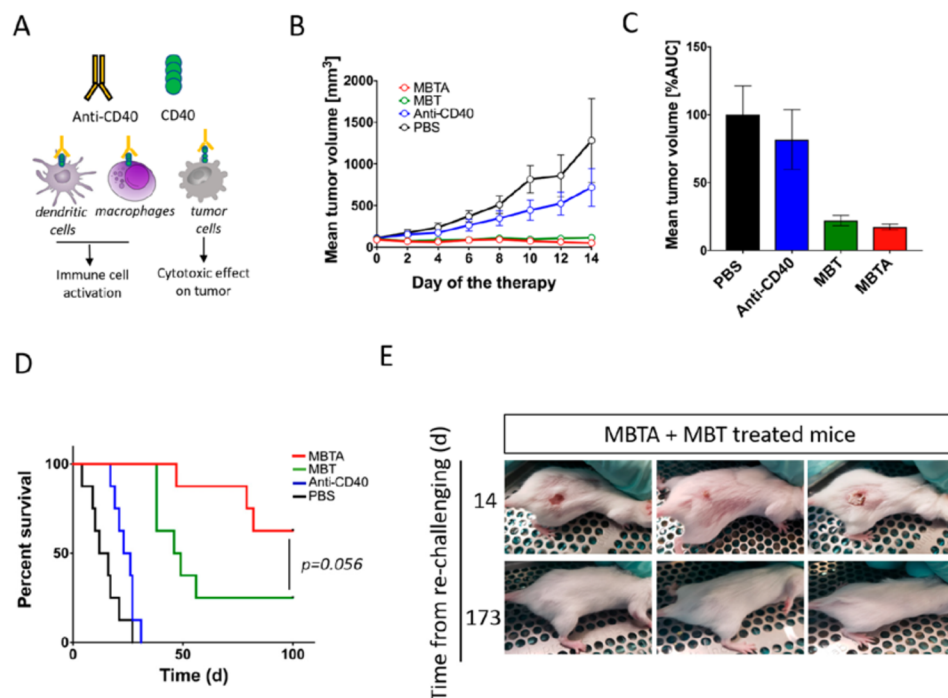 A
Anti-CD40
CD40
dendritic
cells
macrophages
tumor
cells
Immune cell
activation
Cytotoxic effect
on tumor
B
Mean tumor volume [mm³]
2000
1500
1000
500
0
MBTA
MBT
Anti-CD40
PBS
0 2 4 6 8 10 12 14
Day of the therapy
C
Mean tumor volume [%AUC]
150
100
50
0
PBS
Anti-CD40
MBT
MBTA
D
Percent survival
100
50
0
MBTA
MBT
Anti-CD40
PBS
p=0.056
0 50 100
Time (d)
E
MBTA + MBT treated mice
Time from re-challenging (d)
14
173